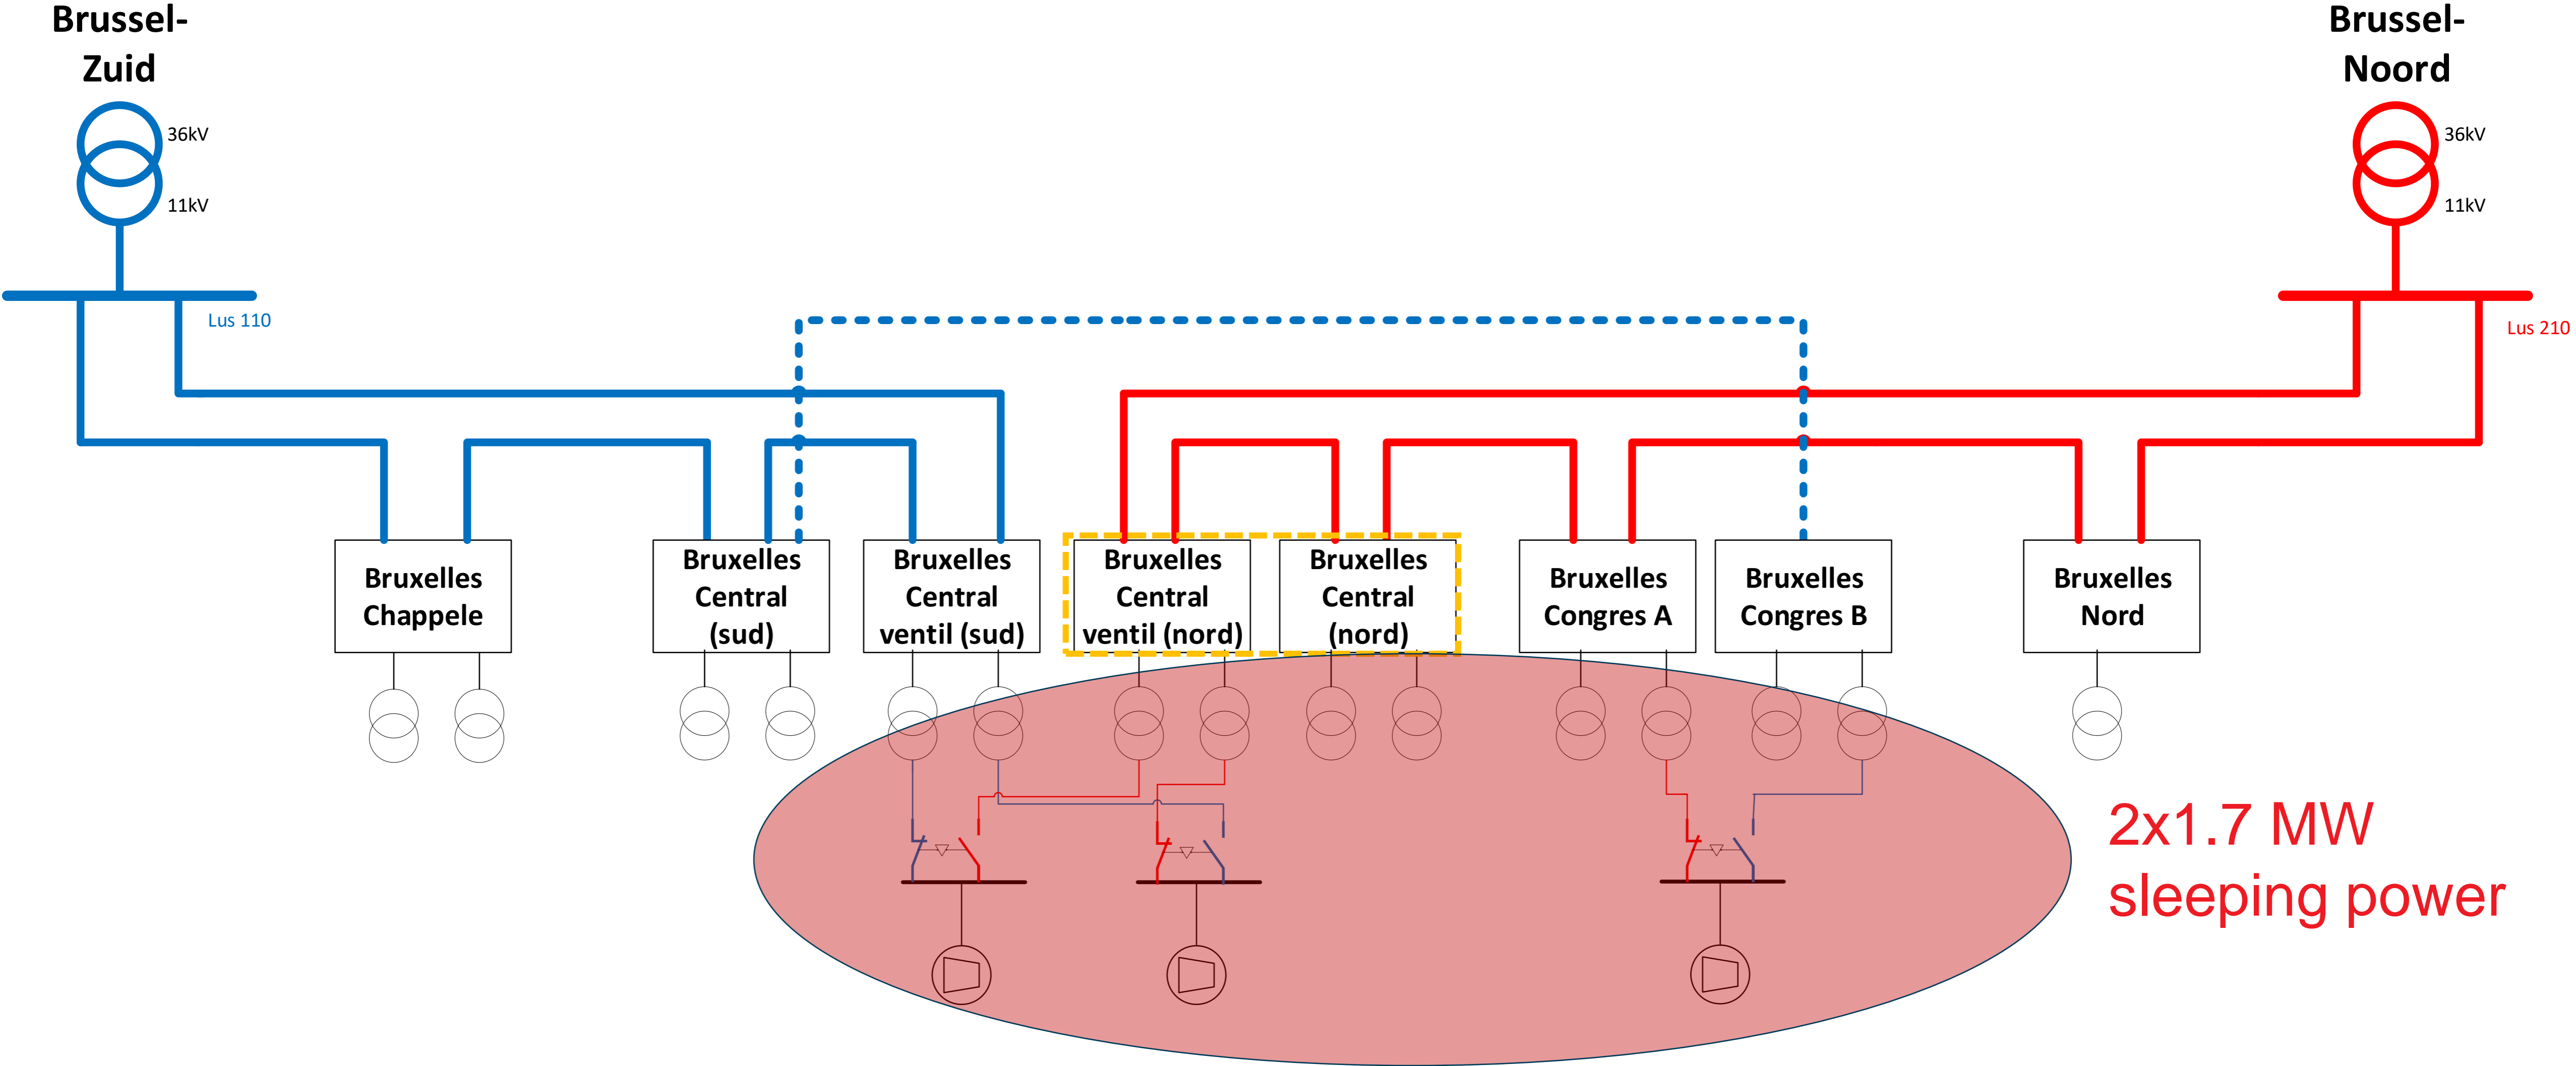 Brussel-
Zuid
36kV
11kV
Lus 110
Brussel-
Noord
36kV
11kV
Lus 210
Bruxelles
Chappele
Bruxelles
Central
(sud)
Bruxelles
Central
ventil (sud)
Bruxelles
Central
ventil (nord)
Bruxelles
Central
(nord)
Bruxelles
Congres A
Bruxelles
Congres B
Bruxelles
Nord
2x1.7 MW
sleeping power